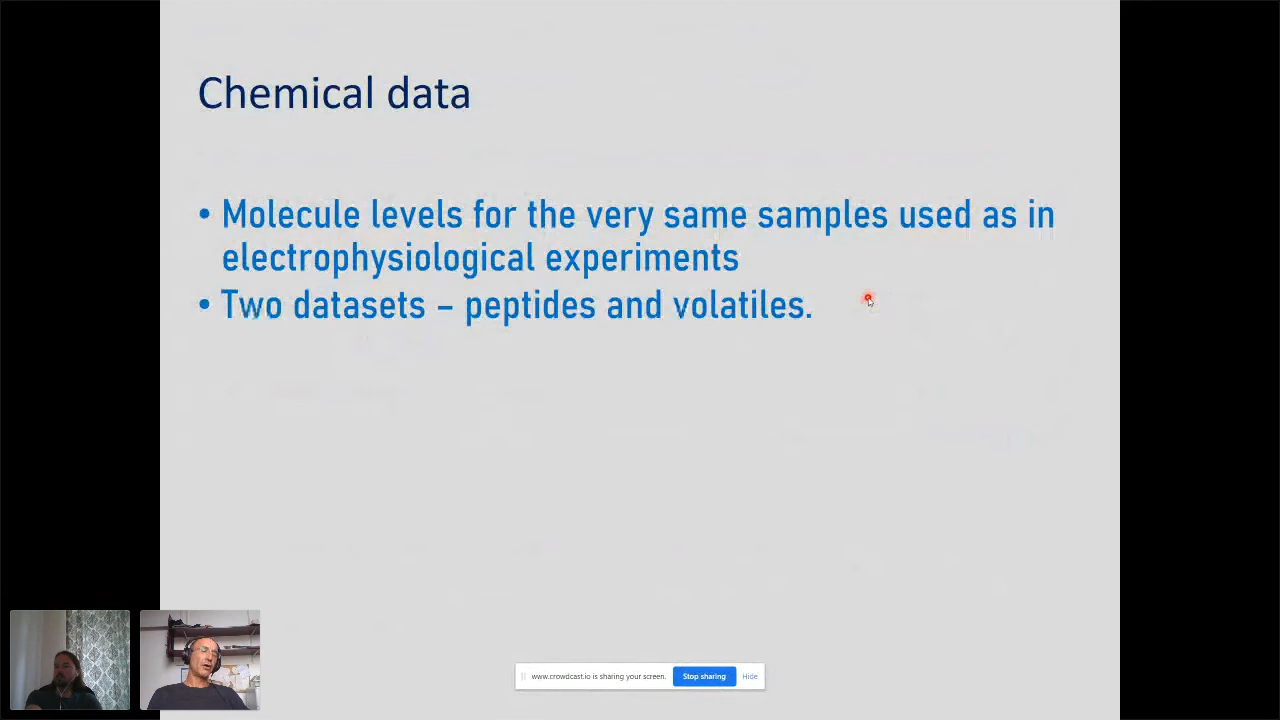 Chemical data
• Molecule levels for the very same samples used as in
electrophysiological experiments
• Two datasets – peptides and volatiles.
www.crowdcast.io is sharing your screen.
Stop sharing
Hide